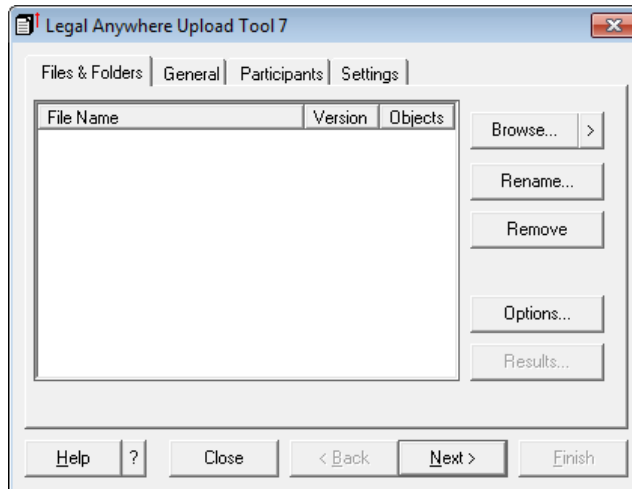 Legal Anywhere Upload Tool 7
Files & Folders General Participants Settings
File Name Version Objects
Browse... >
Rename...
Remove
Options...
Results...
Help ? Close < Back Next > Finish